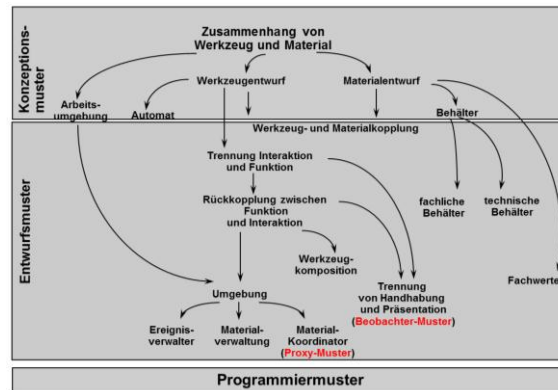 Konzeptions-
muster
Zusammenhang von
Werkzeug und Material
Werkzeugentwurf
Materialentwurf
Arbeits-
umgebung
Automat
Behälter
Werkzeug- und Materialkopplung
Entwurfsmuster
Trennung Interaktion
und Funktion
fachliche
Behälter
technische
Behälter
Rückkopplung zwischen
Funktion
und Interaktion
Werkzeug-
komposition
Fachwerte
Umgebung
Trennung
von Handhabung
und Präsentation
(Beobachter-Muster)
Ereignis-
verwalter
Material-
verwaltung
Material-
Koordinator
(Proxy-Muster)
Programmiermuster